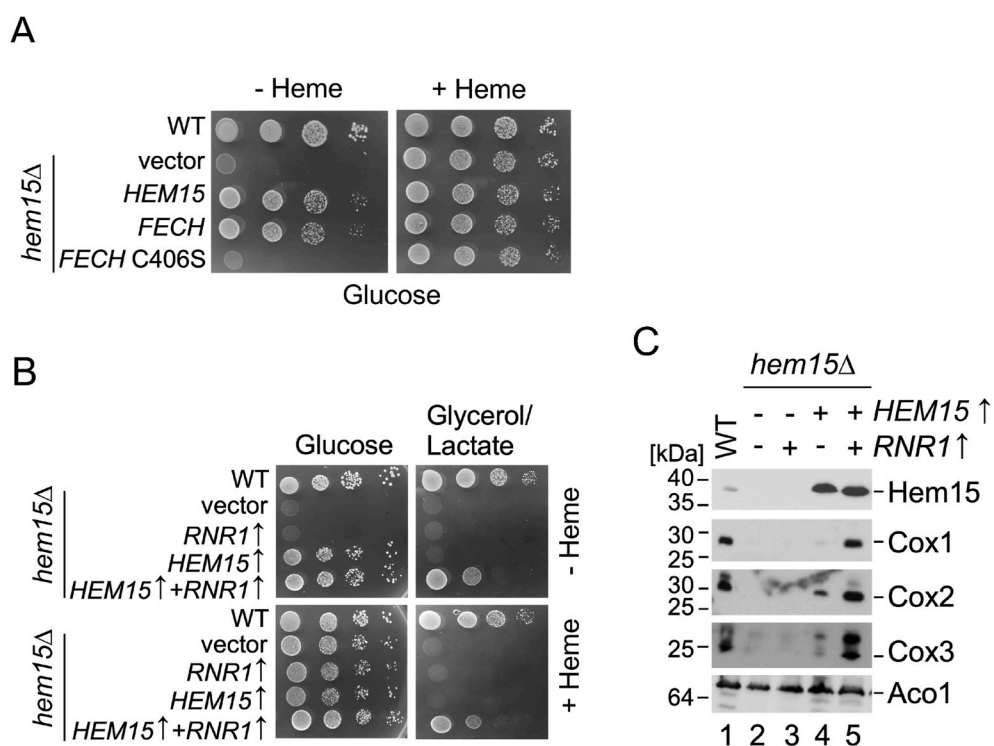 A
- Heme
+ Heme
WT
vector
HEM15
FECH
FECH C406S
hem15Δ
Glucose
B
Glucose
Glycerol/
Lactate
WT
vector
RNR1↑
HEM15↑
HEM15↑+RNR1↑
hem15Δ
- Heme
WT
vector
RNR1↑
HEM15↑
HEM15↑+RNR1↑
hem15Δ
+ Heme
C
hem15Δ
WT - - + + HEM15↑
[kDa] - + - + RNR1↑
40
35
Hem15
30
25
Cox1
30
25
Cox2
25
Cox3
64
Aco1
1 2 3 4 5